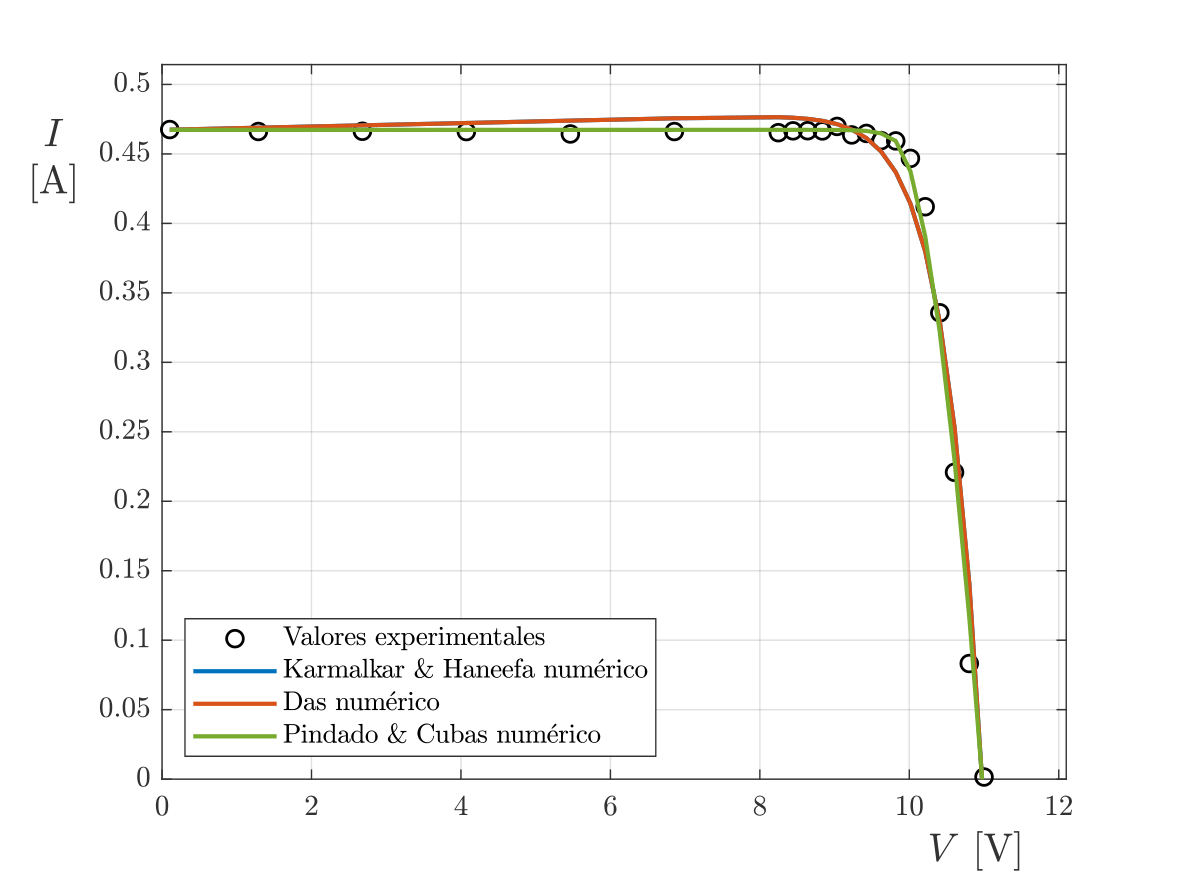 0.5
0.45
0.4
0.35
0.3
0.25
0.2
0.15
0.1
0.05
0
I
[A]
Valores experimentales
Karmalkar & Haneefa numérico
Das numérico
Pindado & Cubas numérico
0 2 4 6 8 10 12
V [V]